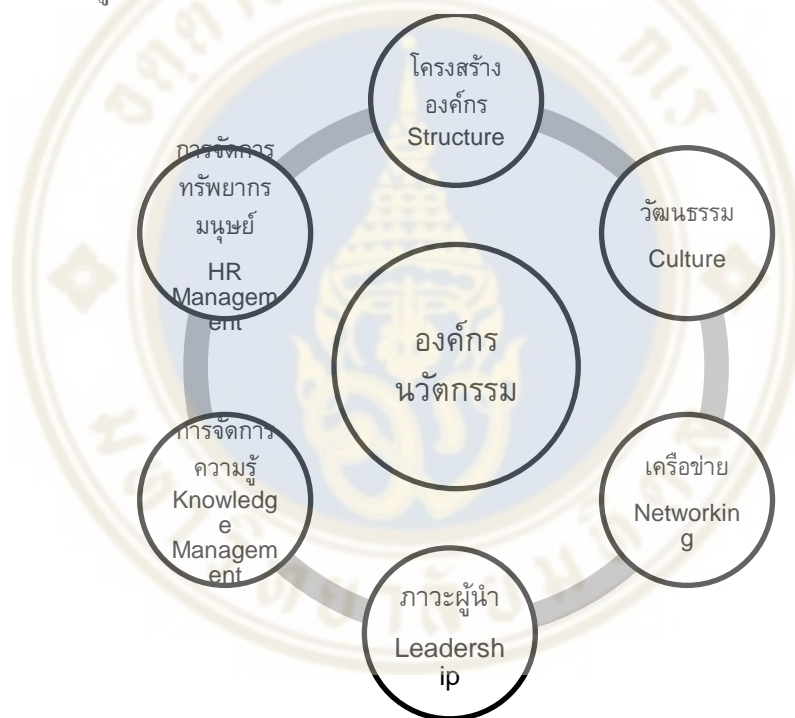 โครงสร้าง
องค์กร
Structure
วัฒนธรรม
Culture
เครือข่าย
Networkin
g
ภาวะผู้นำ
Leadersh
ip
การจัดการ
ความรู้
Knowledg
e
Managem
ent
การจัดการ
ทรัพยากร
มนุษย์
HR
Managem
ent
องค์กร
นวัตกรรม